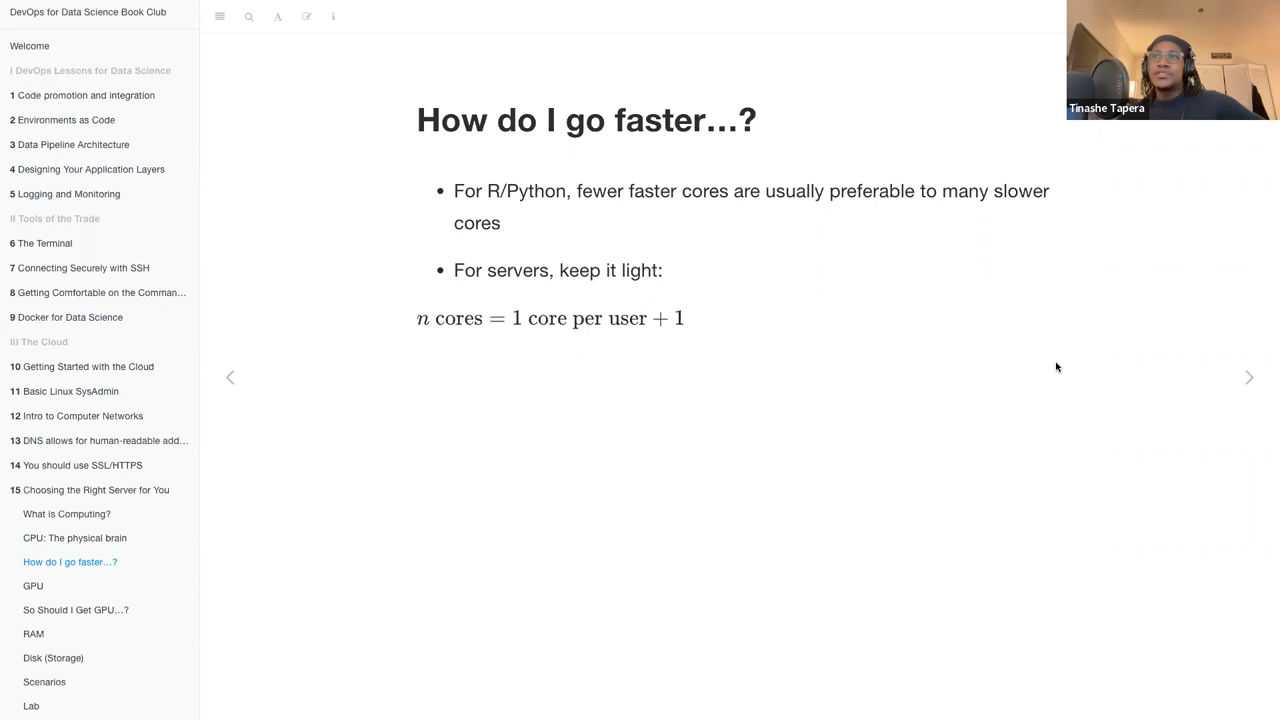 DevOps for Data Science Book Club
Welcome
I DevOps Lessons for Data Science
1 Code promotion and integration
2 Environments as Code
3 Data Pipeline Architecture
4 Designing Your Application Layers
5 Logging and Monitoring
II Tools of the Trade
6 The Terminal
7 Connecting Securely with SSH
8 Getting Comfortable on the Comman…
9 Docker for Data Science
III The Cloud
10 Getting Started with the Cloud
11 Basic Linux SysAdmin
12 Intro to Computer Networks
13 DNS allows for human-readable add…
14 You should use SSL/HTTPS
15 Choosing the Right Server for You
What is Computing?
CPU: The physical brain
How do I go faster…?
GPU
So Should I Get GPU…?
RAM
Disk (Storage)
Scenarios
Lab
A
i
How do I go faster…?
• For R/Python, fewer faster cores are usually preferable to many slower
cores
• For servers, keep it light:
n cores = 1 core per user + 1
Tinashe Tapera